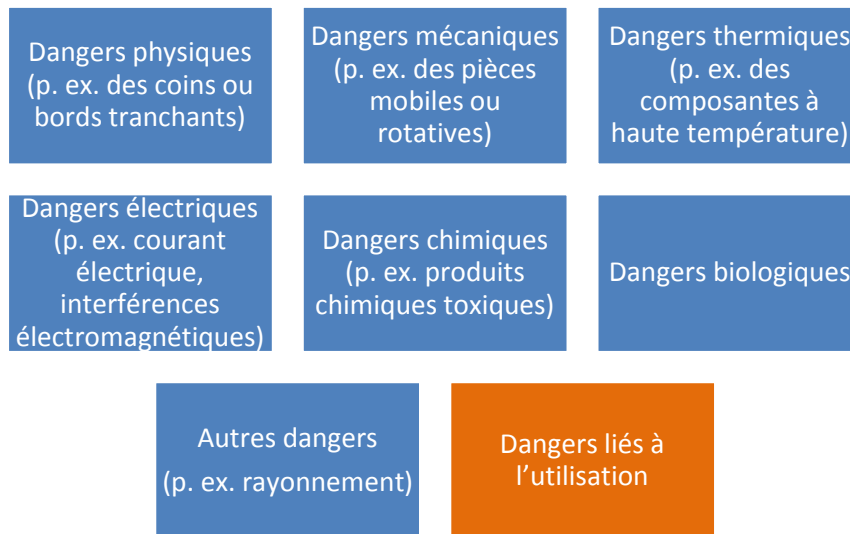 Dangers physiques
(p. ex. des coins ou
bords tranchants)
Dangers mécaniques
(p. ex. des pièces
mobiles ou
rotatives)
Dangers thermiques
(p. ex. des
composantes à
haute température)
Dangers électriques
(p. ex. courant
électrique,
interférences
électromagnétiques)
Dangers chimiques
(p. ex. produits
chimiques toxiques)
Dangers biologiques
Autres dangers
(p. ex. rayonnement)
Dangers liés à
l’utilisation